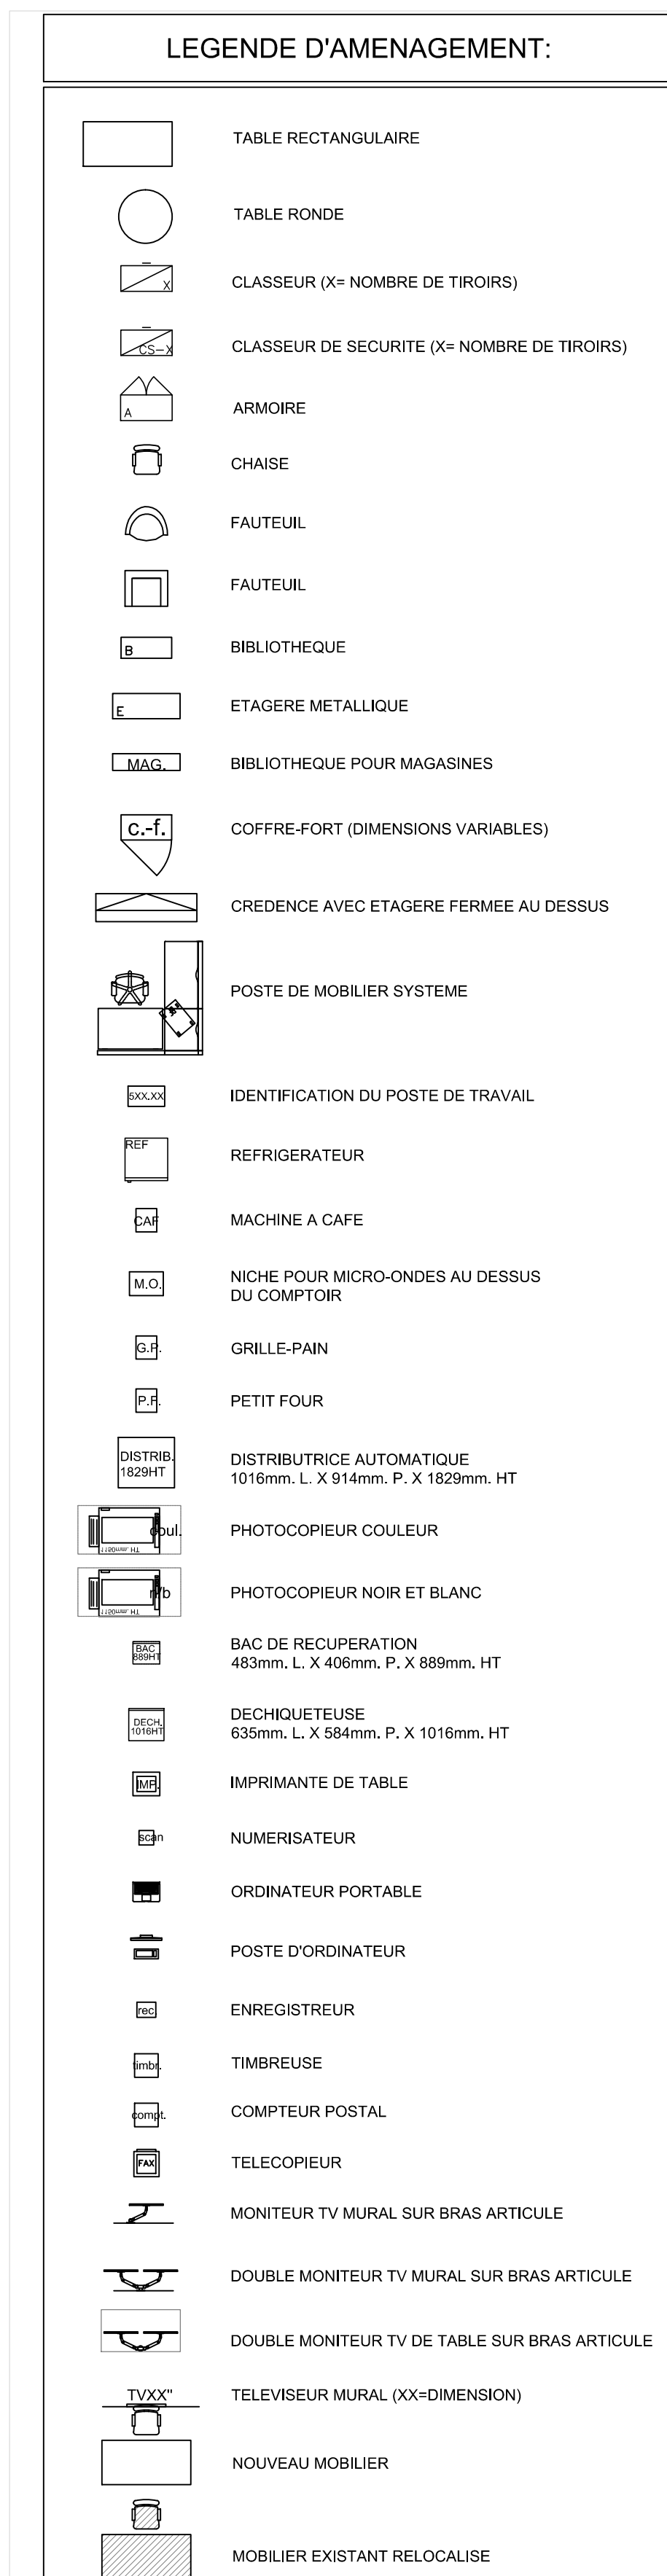 LEGENDE D'AMENAGEMENT:
TABLE RECTANGULAIRE
TABLE RONDE
X
CLASSEUR (X= NOMBRE DE TIROIRS)
CS-X
CLASSEUR DE SECURITE (X= NOMBRE DE TIROIRS)
A
ARMOIRE
CHAISE
FAUTEUIL
FAUTEUIL
B
BIBLIOTHEQUE
E
ETAGERE METALLIQUE
MAG.
BIBLIOTHEQUE POUR MAGASINES
c.-f.
COFFRE-FORT (DIMENSIONS VARIABLES)
CREDENCE AVEC ETAGERE FERMEE AU DESSUS
POSTE DE MOBILIER SYSTEME
5XX.XX
IDENTIFICATION DU POSTE DE TRAVAIL
REF
REFRIGERATEUR
CAF
MACHINE A CAFE
M.O.
NICHE POUR MICRO-ONDES AU DESSUS
DU COMPTOIR
G.P.
GRILLE-PAIN
P.F.
PETIT FOUR
DISTRIB.
1829HT
DISTRIBUTRICE AUTOMATIQUE
1016mm. L. X 914mm. P. X 1829mm. HT
coul.
1150mm. HT
PHOTOCOPIEUR COULEUR
n/b
1150mm. HT
PHOTOCOPIEUR NOIR ET BLANC
BAC
889HT
BAC DE RECUPERATION
483mm. L. X 406mm. P. X 889mm. HT
DECH.
1016HT
DECHIQUETEUSE
635mm. L. X 584mm. P. X 1016mm. HT
IMP.
IMPRIMANTE DE TABLE
scan
NUMERISATEUR
ORDINATEUR PORTABLE
POSTE D'ORDINATEUR
rec.
ENREGISTREUR
timbr.
TIMBREUSE
compt.
COMPTEUR POSTAL
FAX
TELECOPIEUR
MONITEUR TV MURAL SUR BRAS ARTICULE
DOUBLE MONITEUR TV MURAL SUR BRAS ARTICULE
DOUBLE MONITEUR TV DE TABLE SUR BRAS ARTICULE
TVXX"
TELEVISEUR MURAL (XX=DIMENSION)
NOUVEAU MOBILIER
MOBILIER EXISTANT RELOCALISE